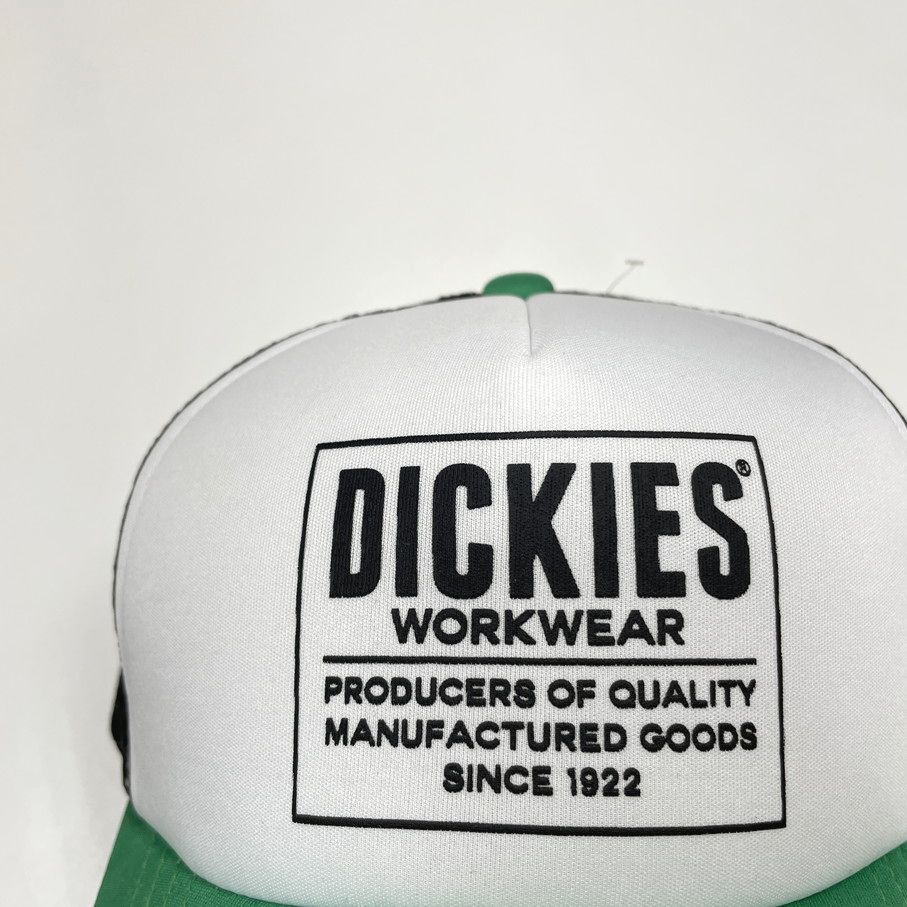 DICKIES®
WORKWEAR
PRODUCERS OF QUALITY
MANUFACTURED GOODS
SINCE 1922